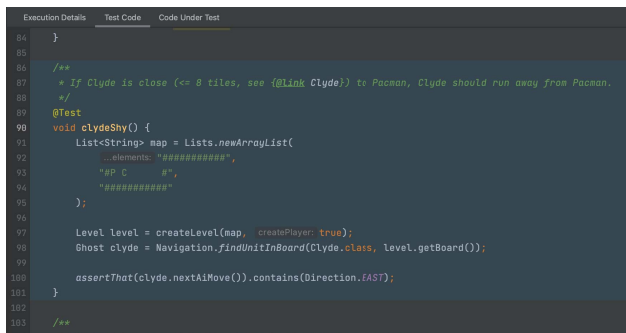 Execution Details Test Code Code Under Test
84 }
85
86 /**
87 * If Clyde is close (<= 8 tiles, see {@link Clyde}) to Pacman, Clyde should run away from Pacman.
88 */
89 @Test
90 void clydeShy() {
91 List<String> map = Lists.newArrayList(
92 ...elements: "###########",
93 "#P C      #",
94 "###########"
95 );
96
97 Level level = createLevel(map, createPlayer: true);
98 Ghost clyde = Navigation.findUnitInBoard(Clyde.class, level.getBoard());
99
100 assertThat(clyde.nextAiMove()).contains(Direction.EAST);
101 }
102
103 /**